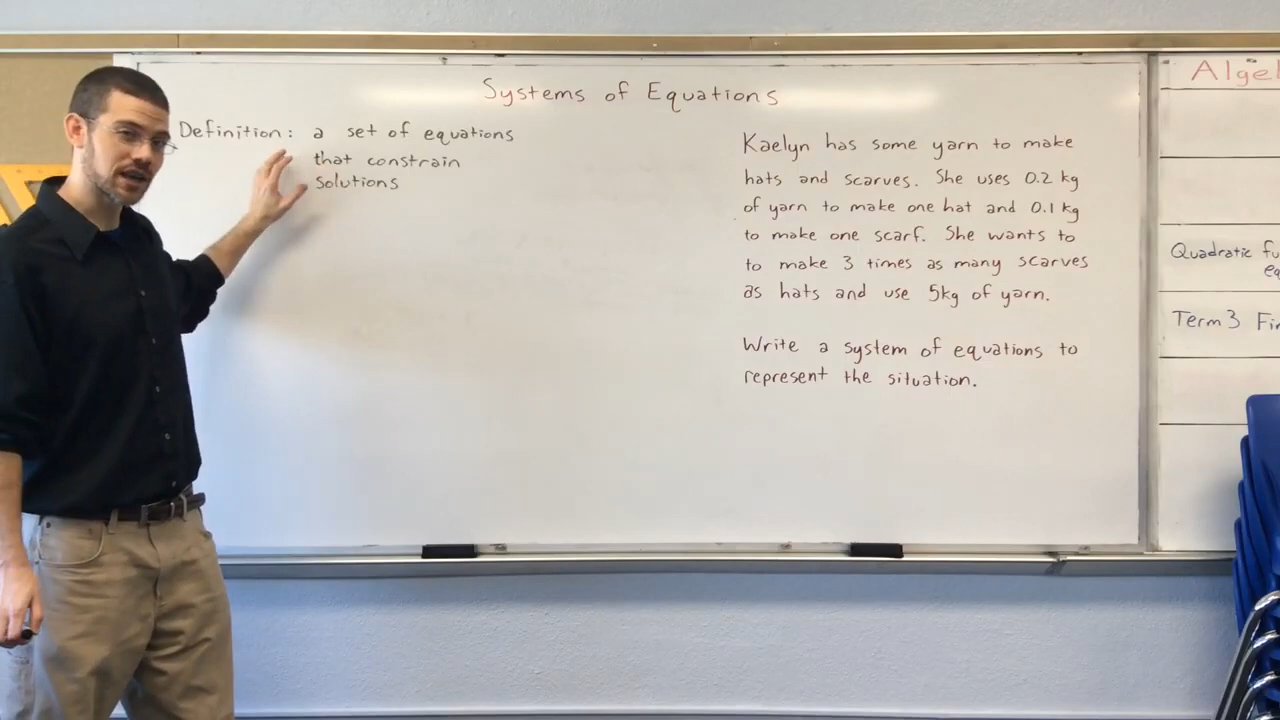 Systems of Equations
Definition: a set of equations
that constrain
solutions
Kaelyn has some yarn to make
hats and scarves. She uses 0.2 kg
of yarn to make one hat and 0.1 kg
to make one scarf. She wants to
to make 3 times as many scarves
as hats and use 5kg of yarn.
Write a system of equations to
represent the situation.
Alge
Quadratic fu
eq
Term 3 Fin